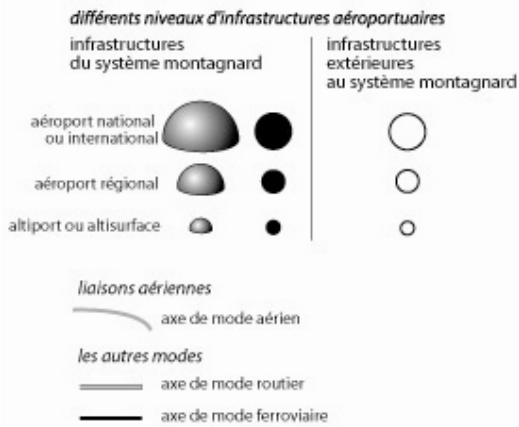 différents niveaux d'infrastructures aéroportuaires
infrastructures
du système montagnard
infrastructures
extérieures
au système montagnard
aéroport national
ou international
aéroport régional
altiport ou altisurface
liaisons aériennes
axe de mode aérien
les autres modes
axe de mode routier
axe de mode ferroviaire